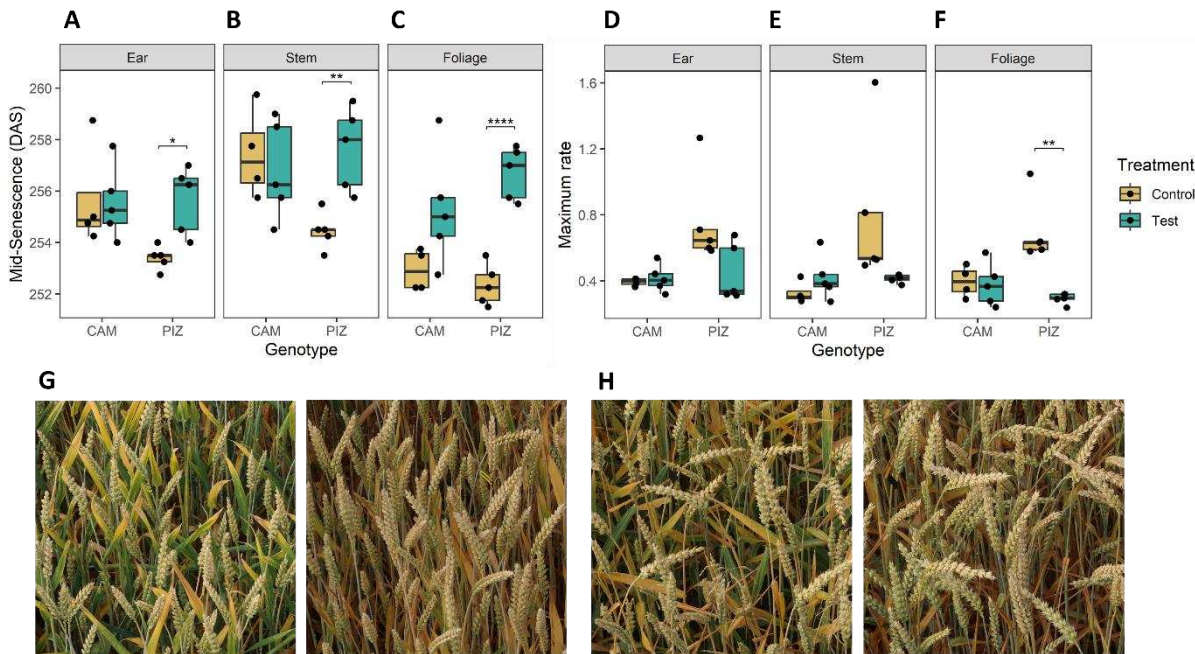 A B C D E F
Ear Stem Foliage Ear Stem Foliage
Mid-Senescence (DAS)
260
258
257
255
254
252
* ** ****
CAM PIZ CAM PIZ CAM PIZ
Genotype
Maximum rate
1.6
1.2
0.8
0.4
**
CAM PIZ CAM PIZ CAM PIZ
Genotype
Treatment
Control
Test
G H